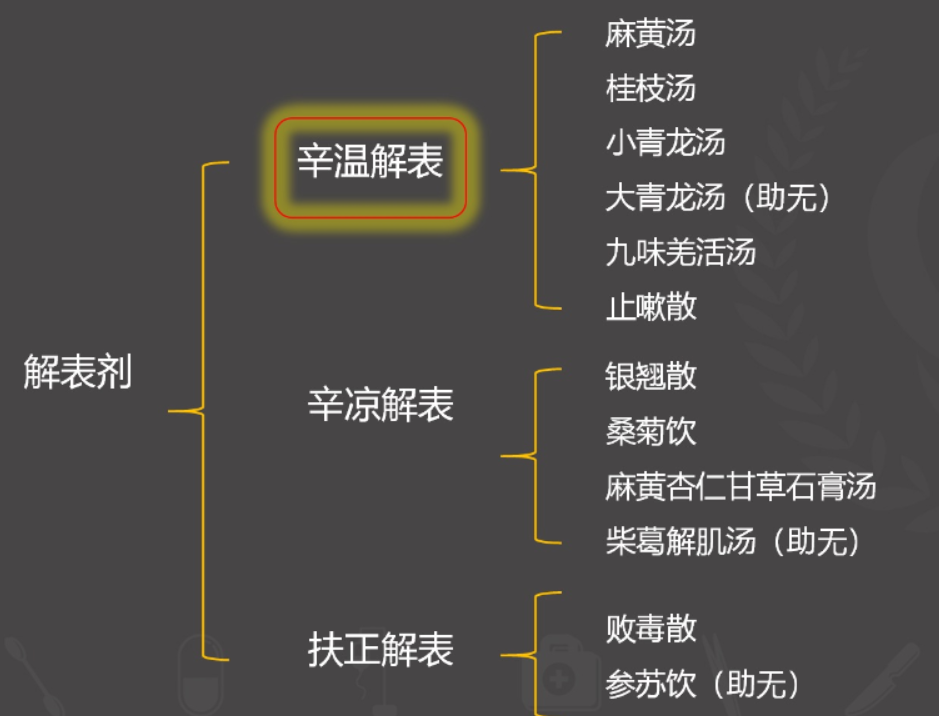 解表剂
辛温解表
麻黄汤
桂枝汤
小青龙汤
大青龙汤（助无）
九味羌活汤
止嗽散
辛凉解表
银翘散
桑菊饮
麻黄杏仁甘草石膏汤
柴葛解肌汤（助无）
扶正解表
败毒散
参苏饮（助无）